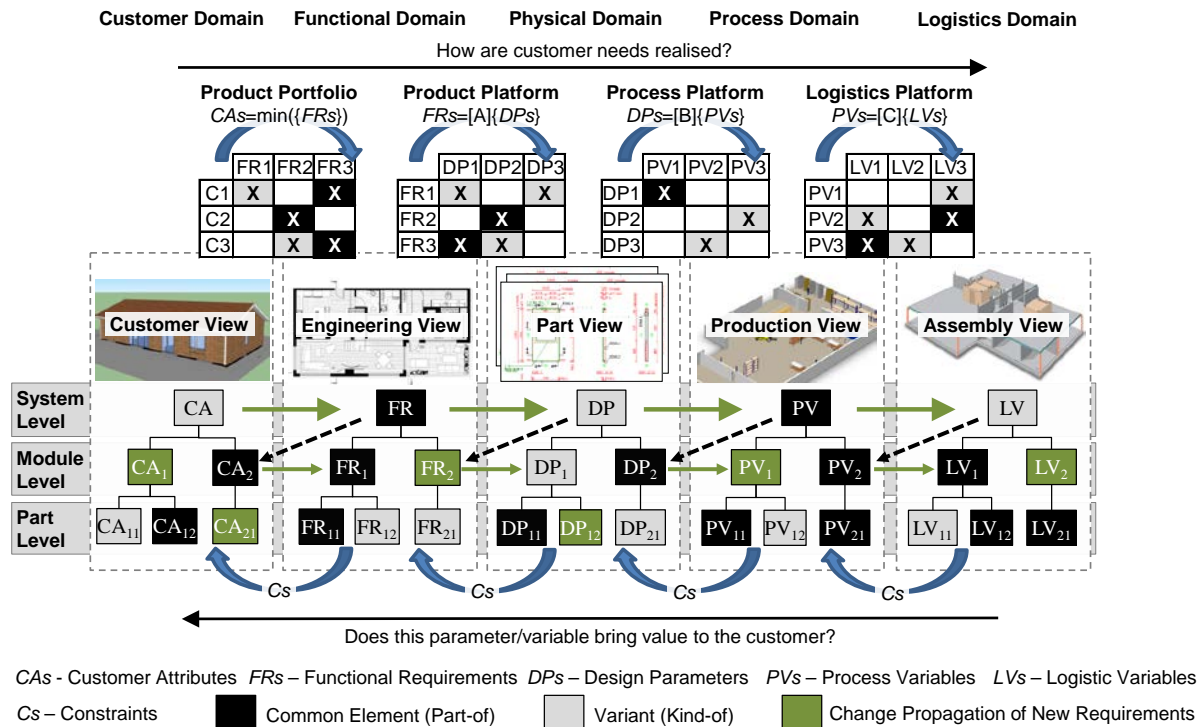 Customer Domain Functional Domain Physical Domain Process Domain Logistics Domain
How are customer needs realised?
Product Portfolio Product Platform Process Platform Logistics Platform
CAs=min({FRs}) FRs=[A]{DPs} DPs=[B]{PVs} PVs=[C]{LVs}
FR1 FR2 FR3 DP1 DP2 DP3 PV1 PV2 PV3 LV1 LV2 LV3
C1 X X FR1 X X DP1 X PV1 X
C2 X FR2 X DP2 X PV2 X X
C3 X X FR3 X X DP3 X PV3 X X
Customer View Engineering View Part View Production View Assembly View
System Level CA FR DP PV LV
Module Level CA1 CA2 FR1 FR2 DP1 DP2 PV1 PV2 LV1 LV2
Part Level CA11 CA12 CA21 FR11 FR12 FR21 DP11 DP12 DP21 PV11 PV12 PV21 LV11 LV12 LV21
Cs Cs Cs Cs
Does this parameter/variable bring value to the customer?
CAs - Customer Attributes FRs – Functional Requirements DPs – Design Parameters PVs – Process Variables LVs – Logistic Variables
Cs – Constraints Common Element (Part-of) Variant (Kind-of) Change Propagation of New Requirements